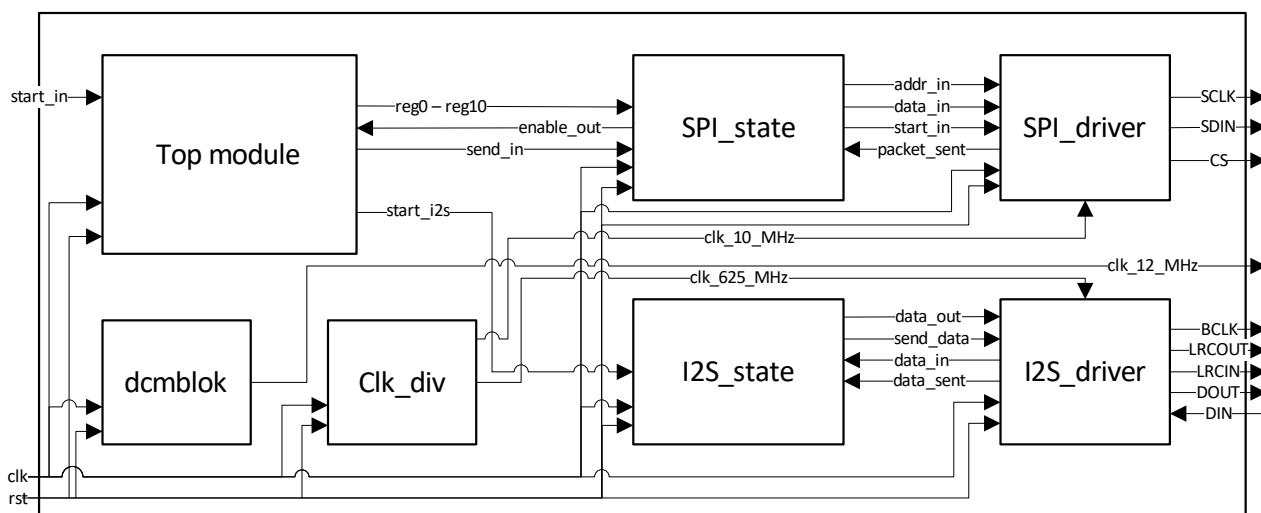 start_in
Top module
reg0 – reg10
enable_out
send_in
start_i2s
SPI_state
addr_in
data_in
start_in
packet_sent
SPI_driver
SCLK
SDIN
CS
clk_10_MHz
clk_12_MHz
clk_625_MHz
dcmblok
Clk_div
I2S_state
data_out
send_data
data_in
data_sent
I2S_driver
BCLK
LRCOUT
LRCIN
DOUT
DIN
clk
rst